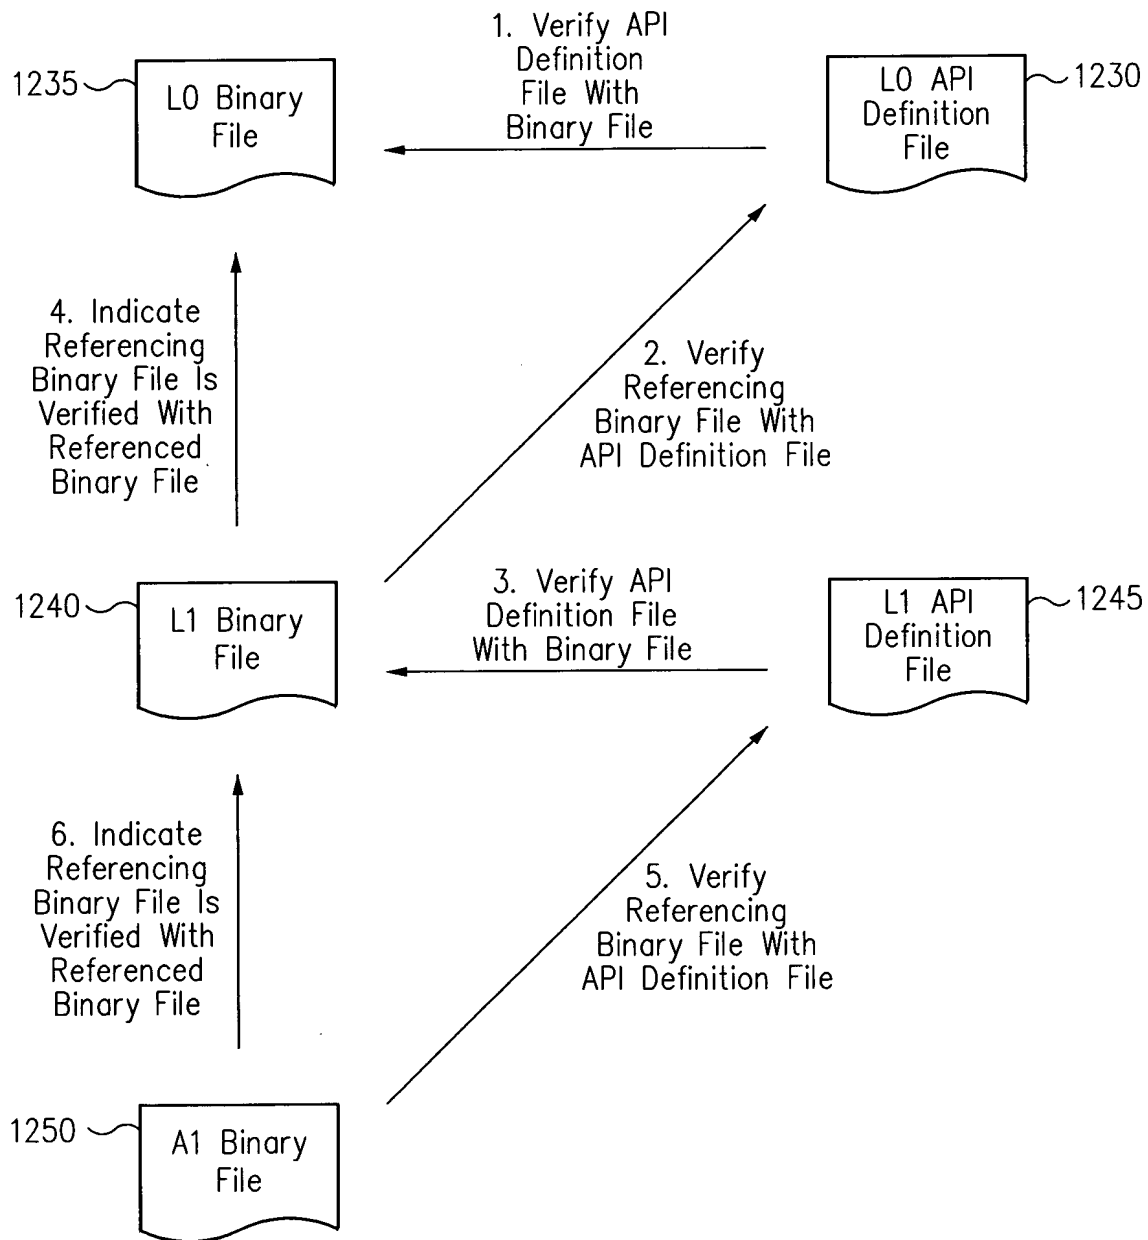 1. Verify API
Definition
File With
Binary File
1235
L0 Binary
File
L0 API
Definition
File
1230
4. Indicate
Referencing
Binary File Is
Verified With
Referenced
Binary File
2. Verify
Referencing
Binary File With
API Definition File
1240
L1 Binary
File
3. Verify API
Definition File
With Binary File
L1 API
Definition
File
1245
6. Indicate
Referencing
Binary File Is
Verified With
Referenced
Binary File
5. Verify
Referencing
Binary File With
API Definition File
1250
A1 Binary
File